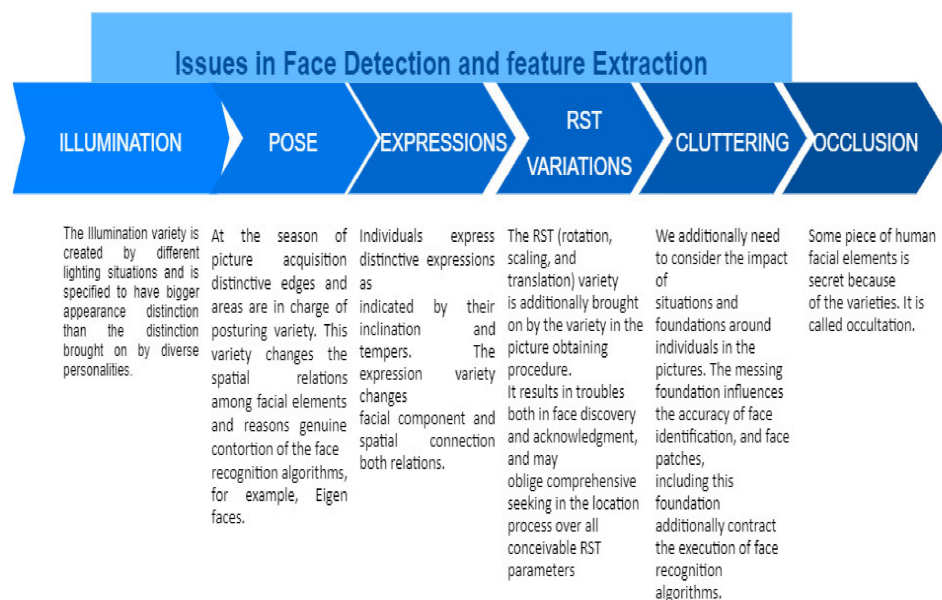 Issues in Face Detection and feature Extraction
ILLUMINATION
POSE
EXPRESSIONS
RST
VARIATIONS
CLUTTERING
OCCLUSION
The Illumination variety is
created by different
lighting situations and is
specified to have bigger
appearance distinction
than the distinction
brought on by diverse
personalities.
At the season of
picture acquisition
distinctive edges and
areas are in charge of
posturing variety. This
variety changes the
spatial relations
among facial elements
and reasons genuine
contortion of the face
recognition algorithms,
for example, Eigen
faces.
Individuals express
distinctive expressions
as
indicated by their
inclination and
tempers. The
expression variety
changes
facial component and
spatial connection
both relations.
The RST (rotation,
scaling, and
translation) variety
is additionally brought
on by the variety in the
picture obtaining
procedure.
It results in troubles
both in face discovery
and acknowledgment,
and may
oblige comprehensive
seeking in the location
process over all
conceivable RST
parameters
We additionally need
to consider the impact
of
situations and
foundations around
individuals in the
pictures. The messing
foundation influences
the accuracy of face
identification, and face
patches,
including this
foundation
additionally contract
the execution of face
recognition
algorithms.
Some piece of human
facial elements is
secret because
of the varieties. It is
called occultation.